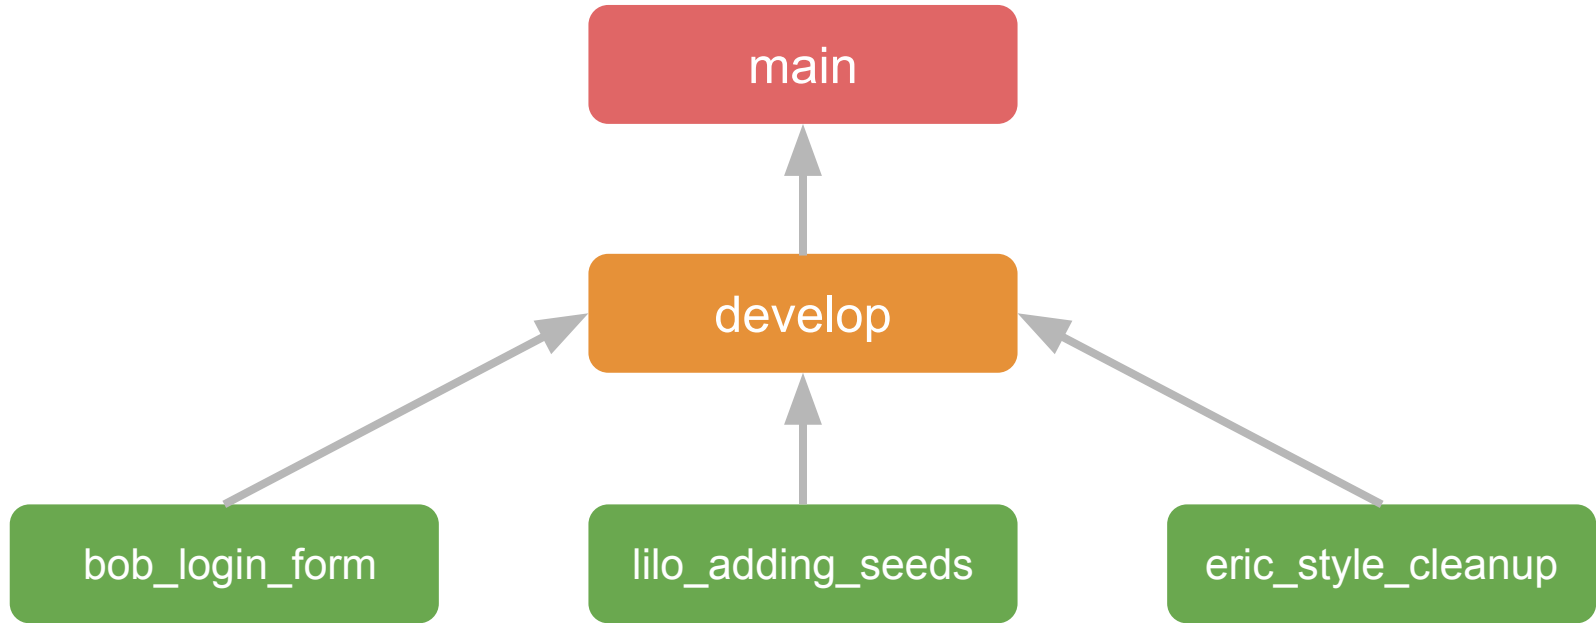 main
develop
bob_login_form
lilo_adding_seeds
eric_style_cleanup